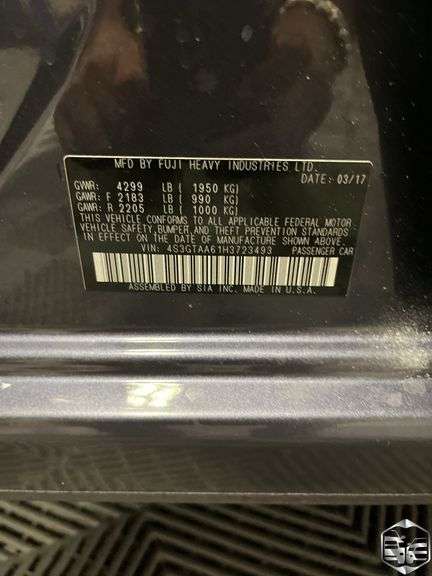 MFD BY FUJI HEAVY INDUSTRIES LTD.
DATE: 03/17
GVWR: 4299 LB ( 1950 KG)
GAWR: F 2183 LB ( 990 KG)
GAWR: R 2205 LB ( 1000 KG)
THIS VEHICLE CONFORMS TO ALL APPLICABLE FEDERAL MOTOR
VEHICLE SAFETY, BUMPER, AND THEFT PREVENTION STANDARDS
IN EFFECT ON THE DATE OF MANUFACTURE SHOWN ABOVE.
VIN: 4S3GTAA61H3723493 PASSENGER CAR
ASSEMBLED BY SIA INC. MADE IN U.S.A.